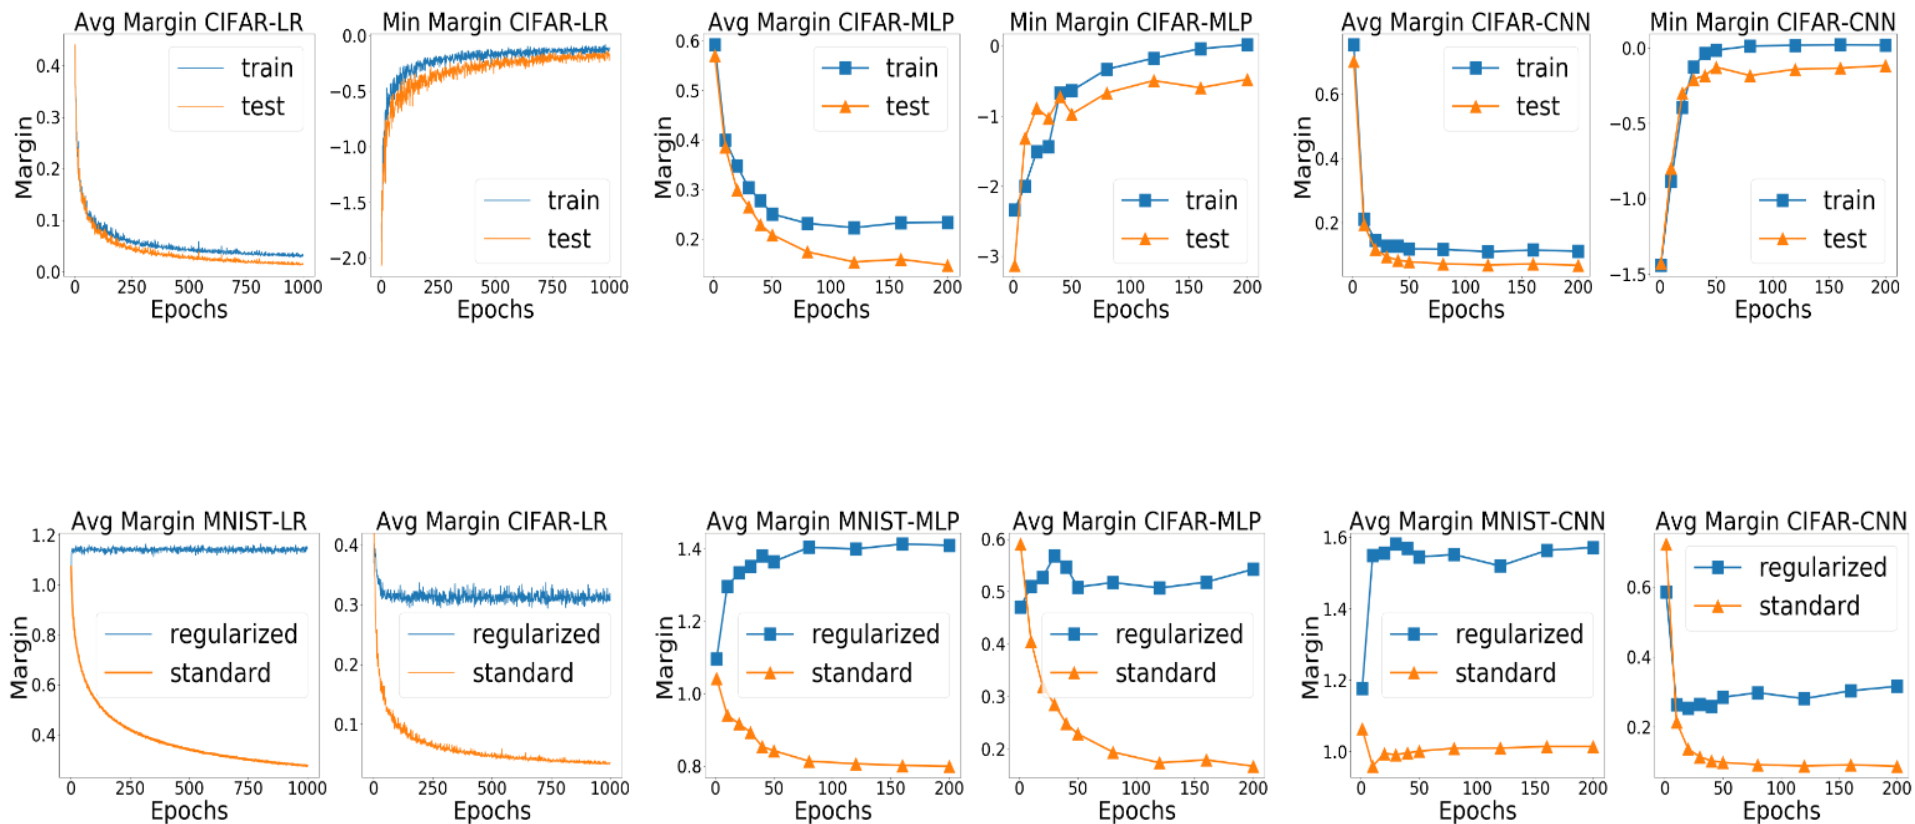 Avg Margin CIFAR-LR
Margin
0.4
0.3
0.2
0.1
0.0
train
test
0 250 500 750 1000
Epochs
Min Margin CIFAR-LR
0.0
−0.5
−1.0
−1.5
−2.0
train
test
0 250 500 750 1000
Epochs
Avg Margin CIFAR-MLP
Margin
0.6
0.5
0.4
0.3
0.2
train
test
0 50 100 150 200
Epochs
Min Margin CIFAR-MLP
0
−1
−2
−3
train
test
0 50 100 150 200
Epochs
Avg Margin CIFAR-CNN
Margin
0.6
0.4
0.2
train
test
0 50 100 150 200
Epochs
Min Margin CIFAR-CNN
0.0
−0.5
−1.0
−1.5
train
test
0 50 100 150 200
Epochs
Avg Margin MNIST-LR
Margin
1.2
1.0
0.8
0.6
0.4
regularized
standard
0 250 500 750 1000
Epochs
Avg Margin CIFAR-LR
0.4
0.3
0.2
0.1
regularized
standard
0 250 500 750 1000
Epochs
Avg Margin MNIST-MLP
Margin
1.4
1.2
1.0
0.8
regularized
standard
0 50 100 150 200
Epochs
Avg Margin CIFAR-MLP
0.6
0.5
0.4
0.3
0.2
regularized
standard
0 50 100 150 200
Epochs
Avg Margin MNIST-CNN
Margin
1.6
1.4
1.2
1.0
regularized
standard
0 50 100 150 200
Epochs
Avg Margin CIFAR-CNN
0.6
0.4
0.2
regularized
standard
0 50 100 150 200
Epochs